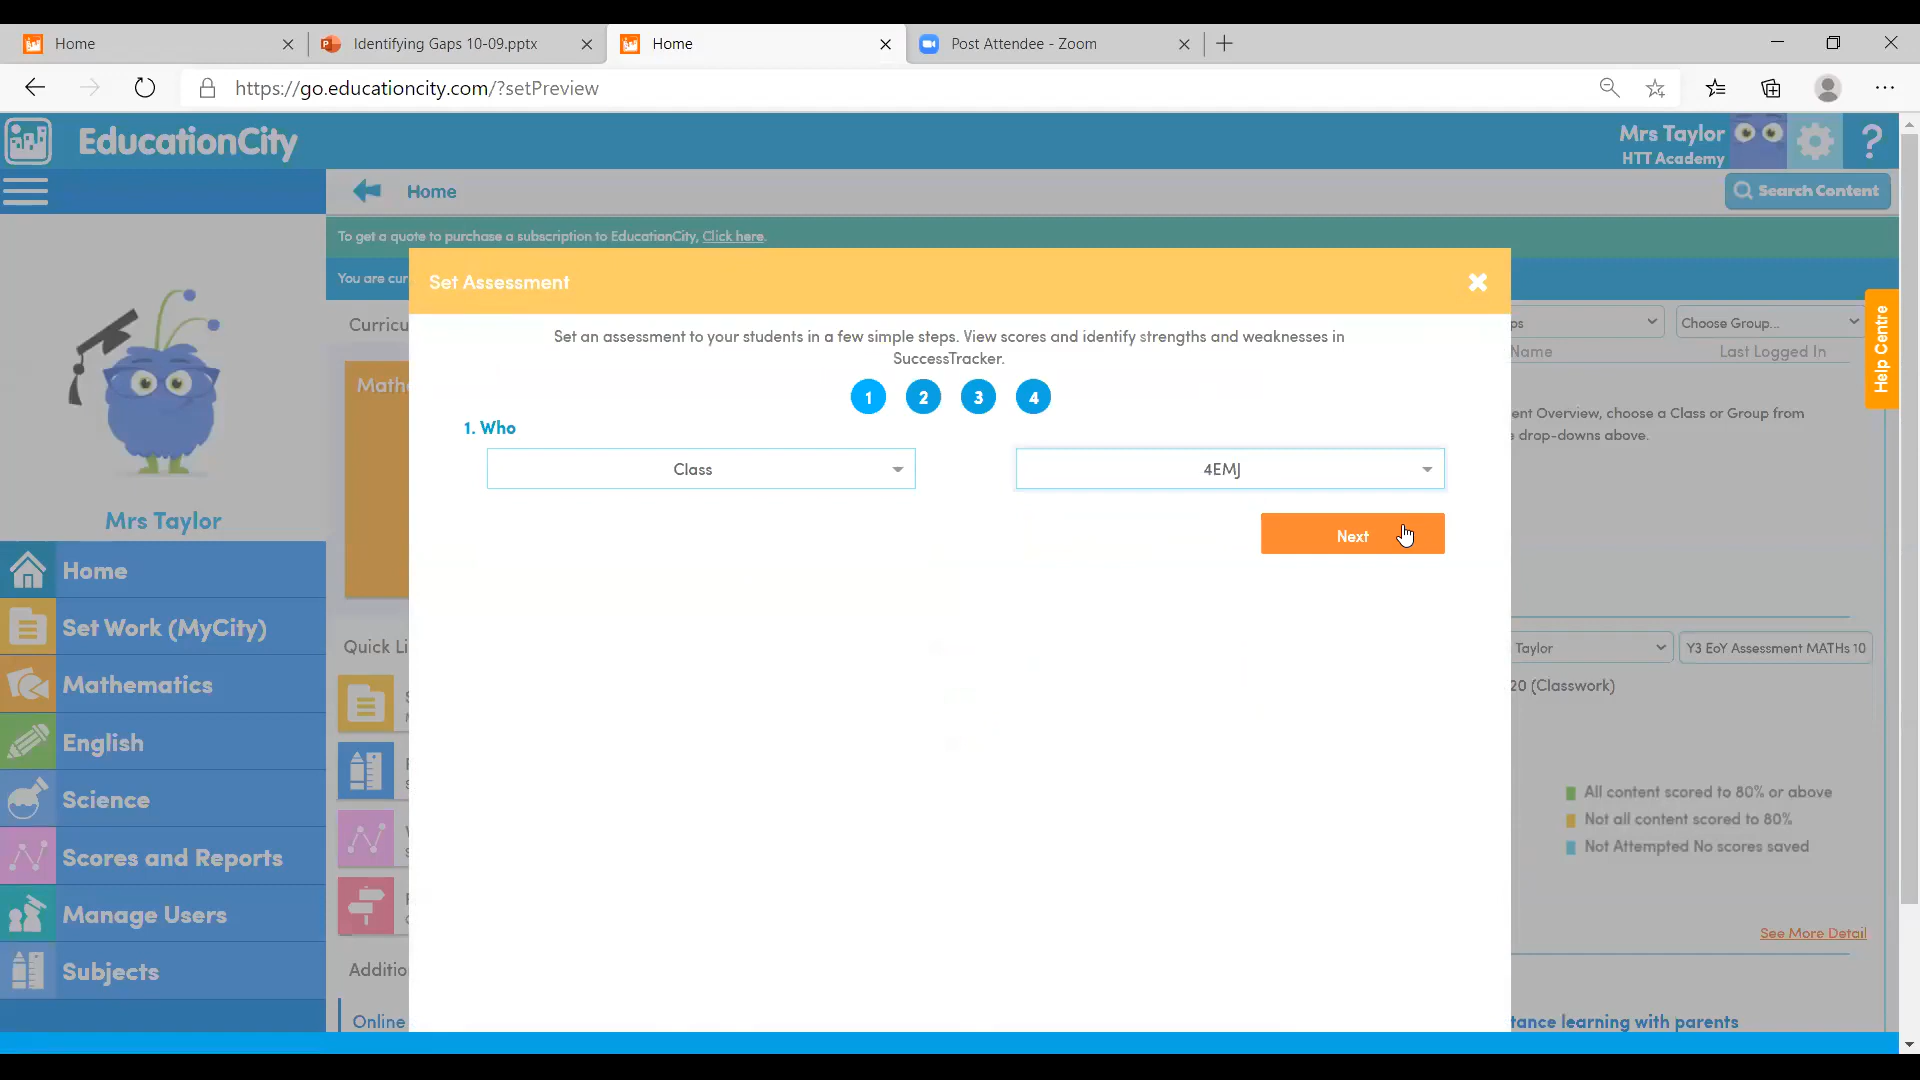 Home
Identifying Gaps 10-09.pptx
Home
Post Attendee - Zoom
https://go.educationcity.com/?setPreview
EducationCity
Mrs Taylor
HTT Academy
?
Home
Search Content
To get a quote to purchase a subscription to EducationCity, Click here.
You are cur
Set Assessment
Set an assessment to your students in a few simple steps. View scores and identify strengths and weaknesses in
SuccessTracker.
1 2 3 4
1. Who
Class
4EMJ
Next
Curricu
Mathe
ps
Choose Group...
Name
Last Logged In
Help Centre
ent Overview, choose a Class or Group from
e drop-downs above.
Mrs Taylor
Home
Set Work (MyCity)
Mathematics
English
Science
Scores and Reports
Manage Users
Subjects
Quick Li
Additio
Online
Taylor
Y3 EoY Assessment MATHs 10
20 (Classwork)
All content scored to 80% or above
Not all content scored to 80%
Not Attempted No scores saved
See More Detail
tance learning with parents